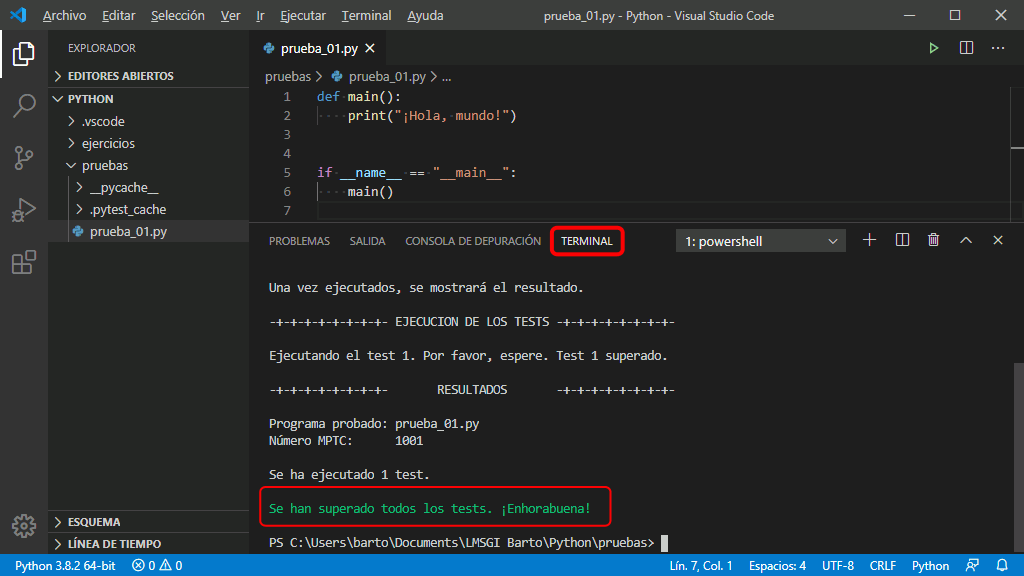 Archivo Editar Selección Ver Ir Ejecutar Terminal Ayuda prueba_01.py - Python - Visual Studio Code
EXPLORADOR
EDITORES ABIERTOS
PYTHON
.vscode
ejercicios
pruebas
__pycache__
.pytest_cache
prueba_01.py
ESQUEMA
LÍNEA DE TIEMPO
prueba_01.py
pruebas > prueba_01.py > ...
1 def main():
2 ····print("¡Hola,·mundo!")
3
4
5 if·__name__·==·"__main__":
6 ····main()
7
PROBLEMAS SALIDA CONSOLA DE DEPURACIÓN TERMINAL 1: powershell
Una vez ejecutados, se mostrará el resultado.
-+-+-+-+-+-+-+-+- EJECUCION DE LOS TESTS -+-+-+-+-+-+-+-+-
Ejecutando el test 1. Por favor, espere. Test 1 superado.
-+-+-+-+-+-+-+-+- RESULTADOS -+-+-+-+-+-+-+-+-
Programa probado: prueba_01.py
Número MPTC: 1001
Se ha ejecutado 1 test.
Se han superado todos los tests. ¡Enhorabuena!
PS C:\Users\barto\Documents\LMSGI Barto\Python\pruebas>
Python 3.8.2 64-bit 0 0 Lín. 7, Col. 1 Espacios: 4 UTF-8 CRLF Python